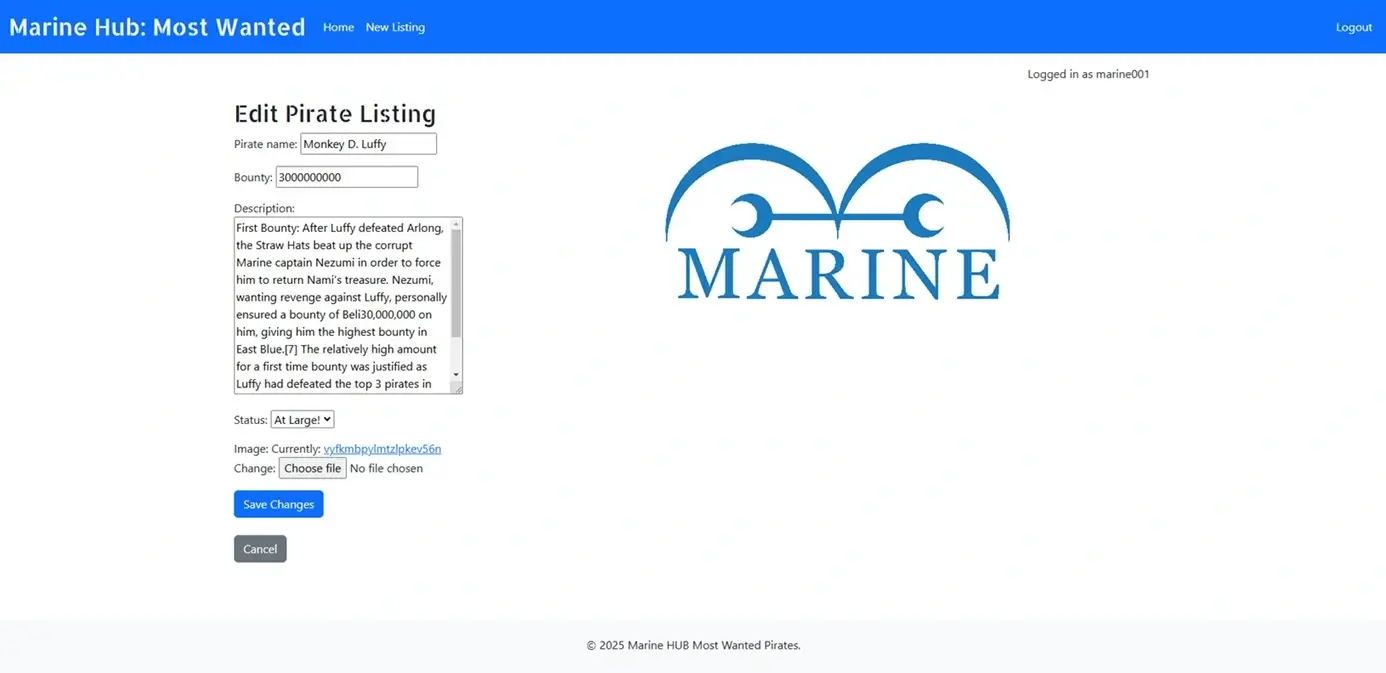 Marine Hub: Most Wanted Home New Listing Logout
Logged in as marine001
Edit Pirate Listing
Pirate name: Monkey D. Luffy
Bounty: 3000000000
Description:
First Bounty: After Luffy defeated Arlong,
the Straw Hats beat up the corrupt
Marine captain Nezumi in order to force
him to return Nami's treasure. Nezumi,
wanting revenge against Luffy, personally
ensured a bounty of Beli30,000,000 on
him, giving him the highest bounty in
East Blue.[7] The relatively high amount
for a first time bounty was justified as
Luffy had defeated the top 3 pirates in
Status: At Large!
Image: Currently: vyfkmbpylmtzlpkev56n
Change: Choose file No file chosen
Save Changes
Cancel
MARINE
© 2025 Marine HUB Most Wanted Pirates.